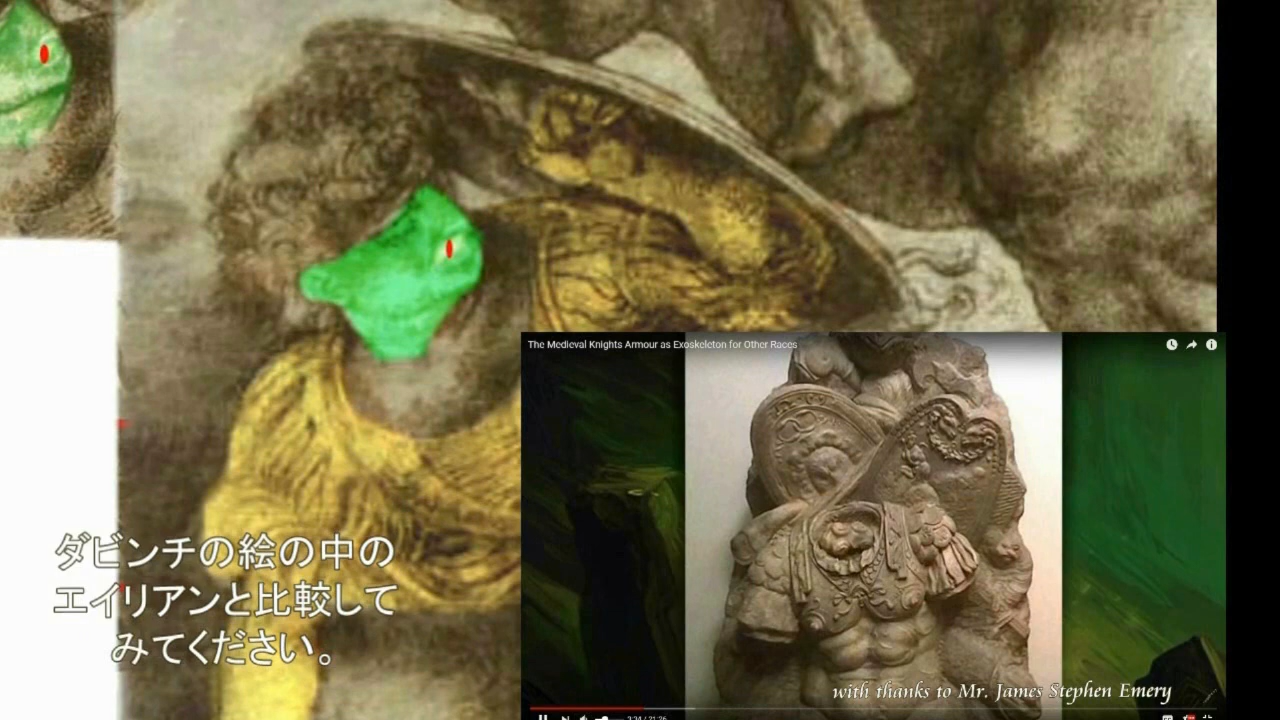 The Medieval Knights Armour as Exoskeleton for Other Races
ダビンチの絵の中の
エイリアンと比較して
みてください。
with thanks to Mr. James Stephen Emery